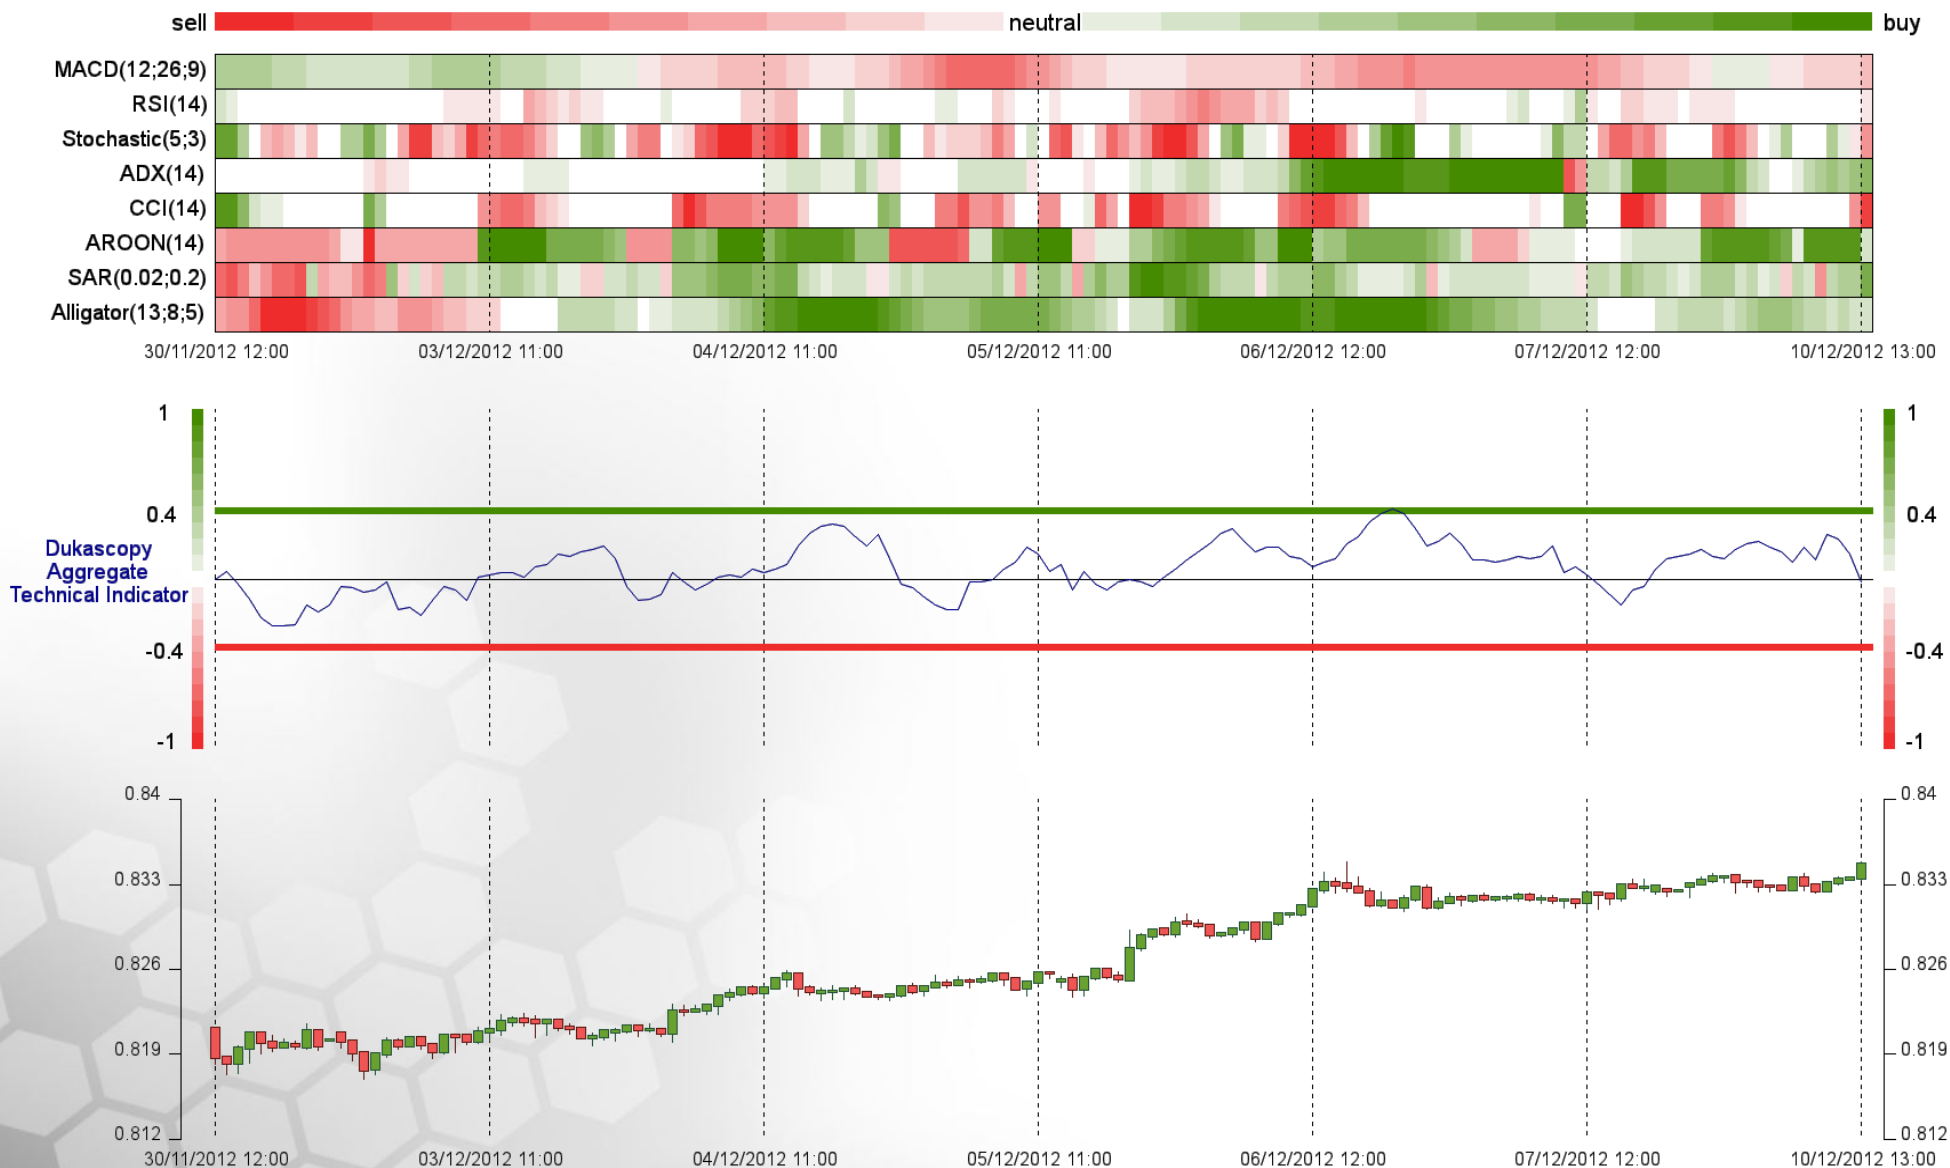 sell neutral buy
MACD(12;26;9)
RSI(14)
Stochastic(5;3)
ADX(14)
CCI(14)
AROON(14)
SAR(0.02;0.2)
Alligator(13;8;5)
30/11/2012 12:00 03/12/2012 11:00 04/12/2012 11:00 05/12/2012 11:00 06/12/2012 12:00 07/12/2012 12:00 10/12/2012 13:00
1 1
0.4 0.4
Dukascopy
Aggregate
Technical Indicator
-0.4 -0.4
-1 -1
0.84 0.84
0.833 0.833
0.826 0.826
0.819 0.819
0.812 0.812
30/11/2012 12:00 03/12/2012 11:00 04/12/2012 11:00 05/12/2012 11:00 06/12/2012 12:00 07/12/2012 12:00 10/12/2012 13:00